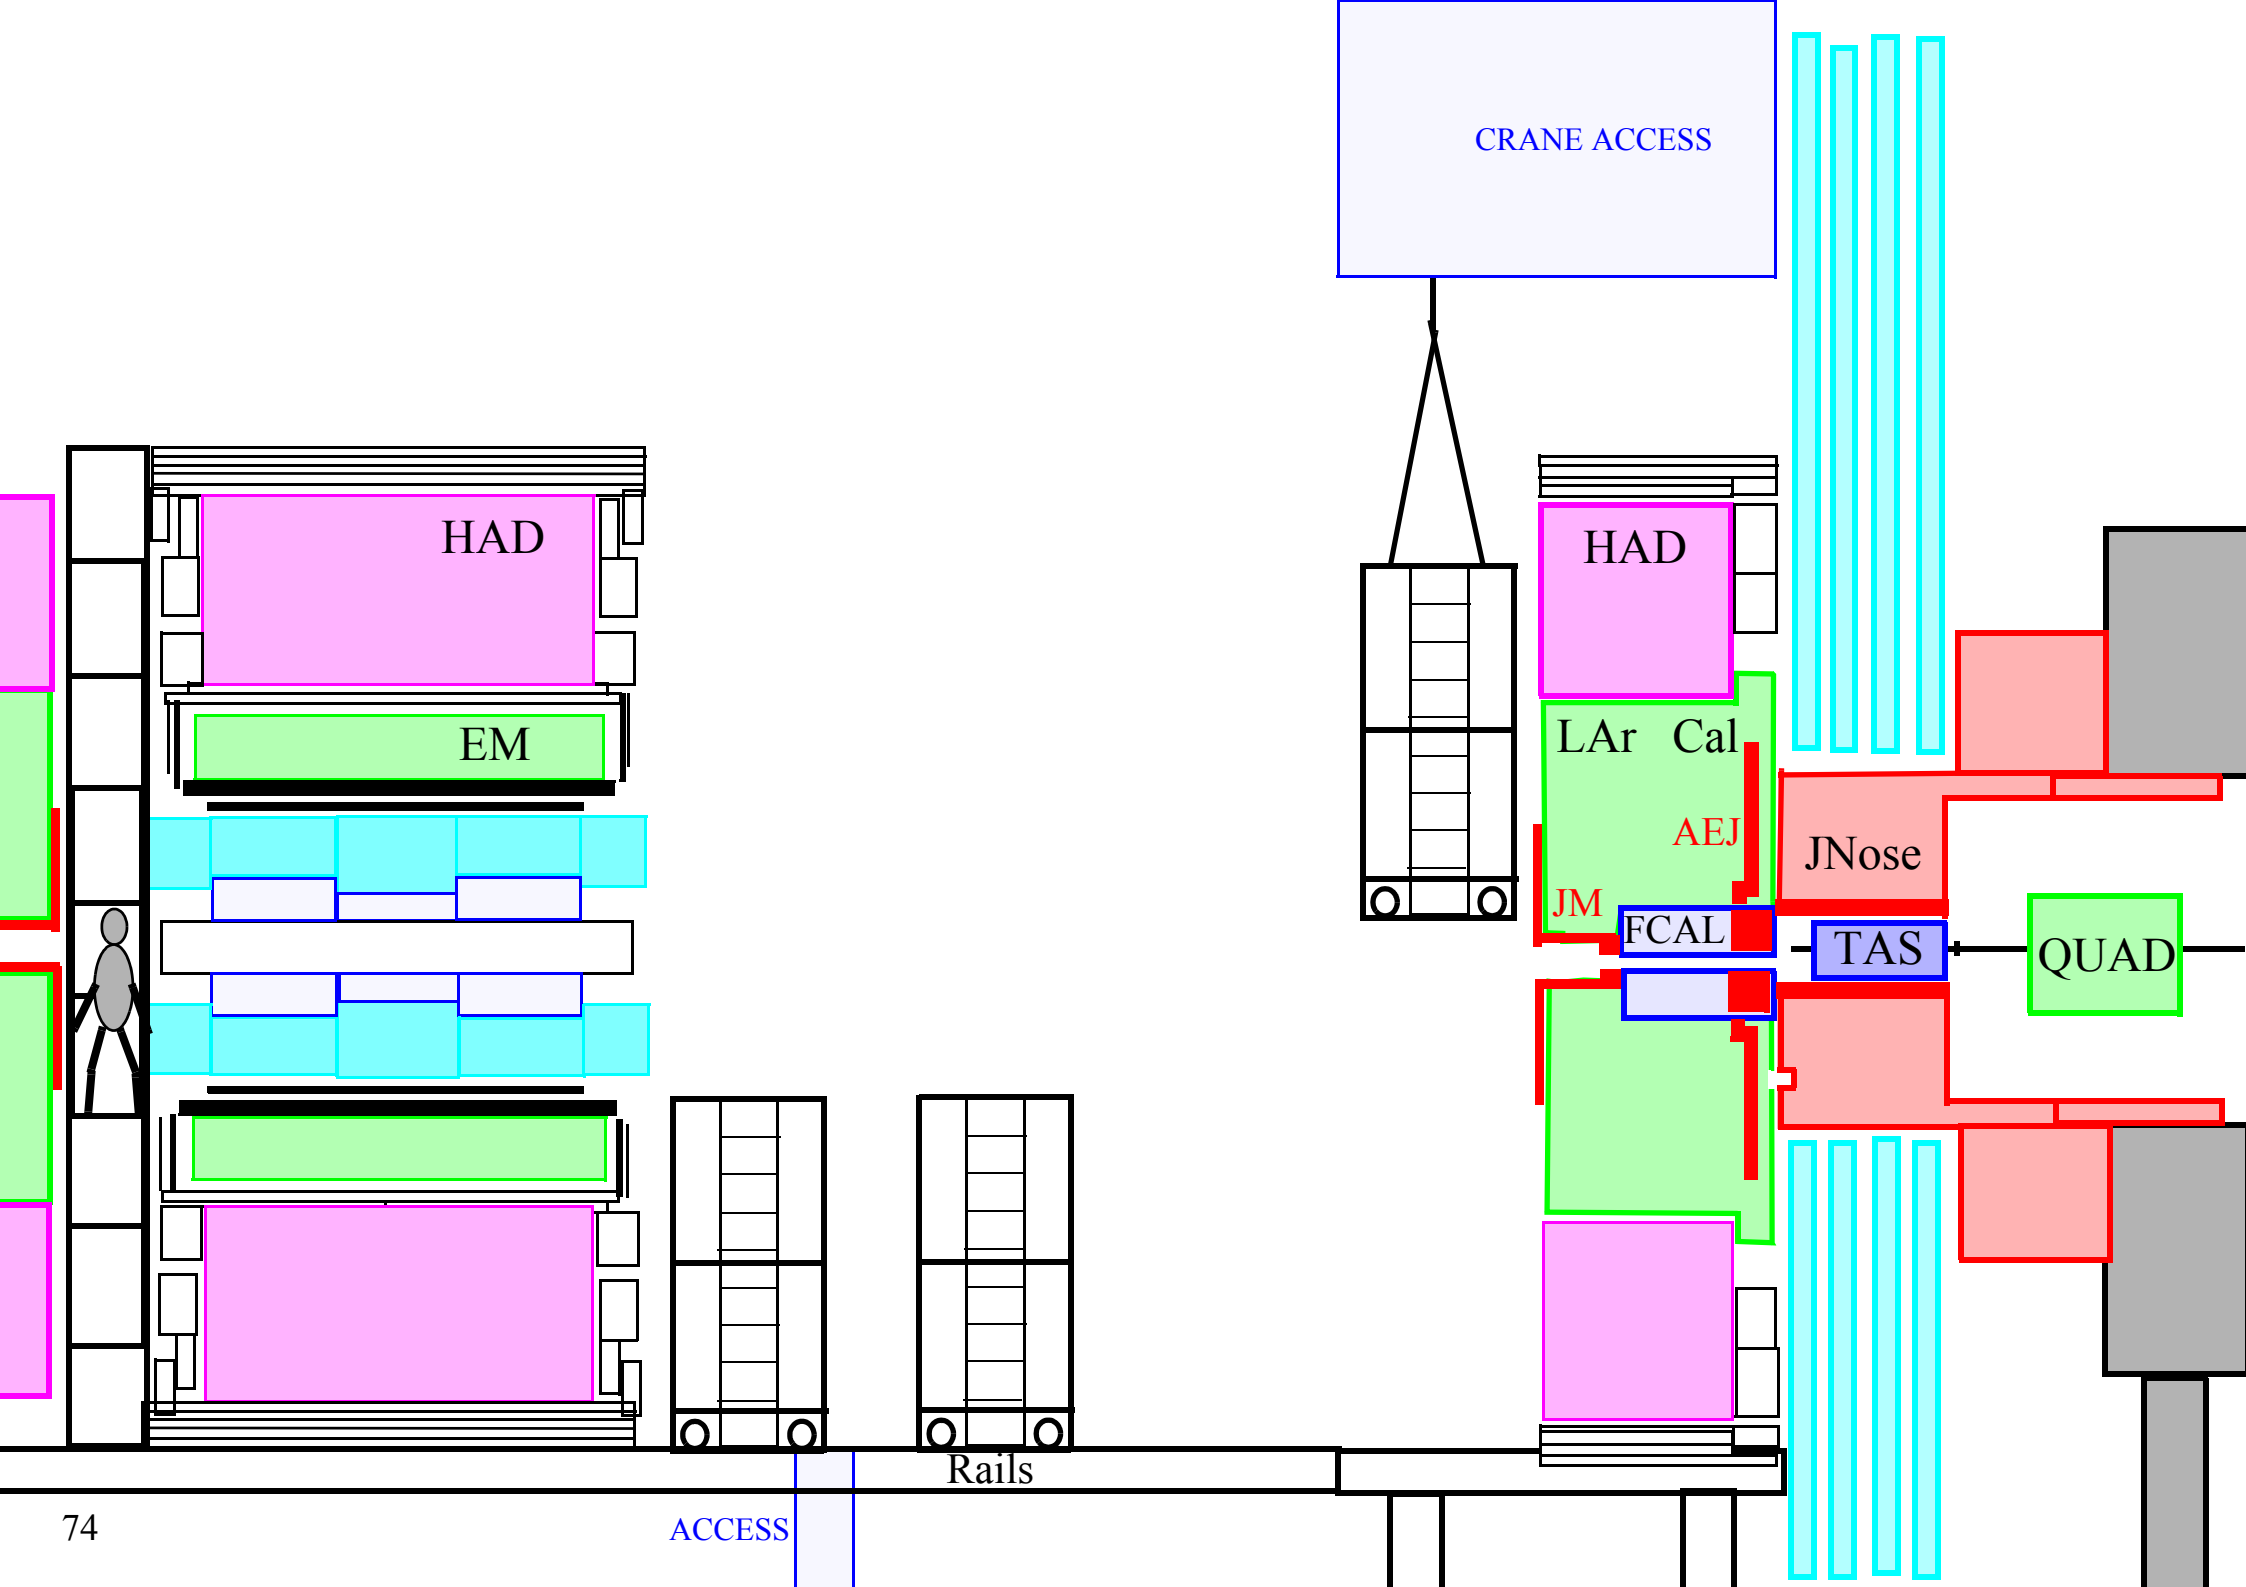 CRANE ACCESS
HAD
HAD
EM
LAr Cal
AEJ
JNose
JM
FCAL
TAS
QUAD
Rails
74
ACCESS